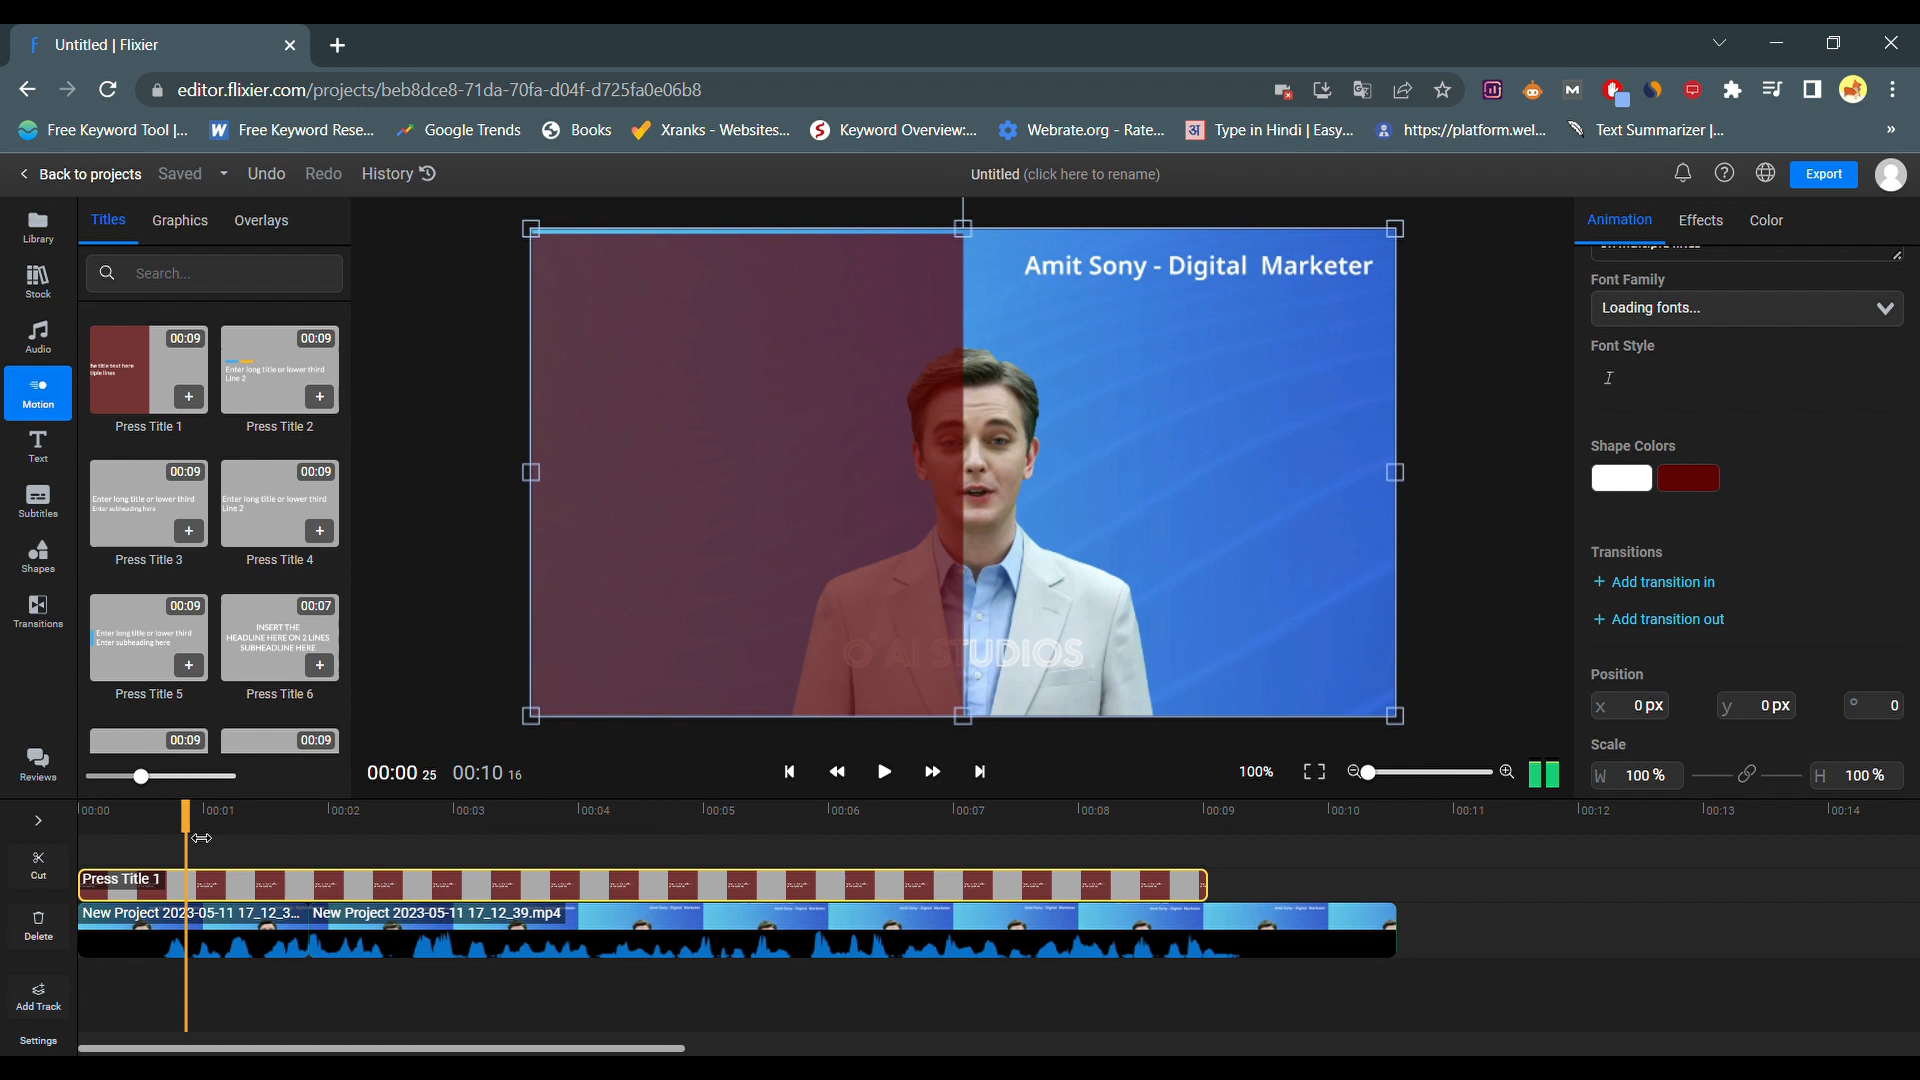 Untitled | Flixier
editor.flixier.com/projects/beb8dce8-71da-70fa-d04f-d725fa0e06b8
Free Keyword Tool |...
Free Keyword Rese...
Google Trends
Books
Xranks - Websites...
Keyword Overview:...
Webrate.org - Rate...
Type in Hindi | Easy...
https://platform.wel...
Text Summarizer |...
»
Back to projects
Saved
Undo
Redo
History
Untitled (click here to rename)
Export
Library
Stock
Audio
Motion
Text
Subtitles
Shapes
Transitions
Reviews
Titles
Graphics
Overlays
Search...
00:09
Press Title 1
00:09
Enter long title or lower third
Line 2
Press Title 2
00:09
Enter long title or lower third
Enter subheading here
Press Title 3
00:09
Enter long title or lower third
Line 2
Press Title 4
00:09
Enter long title or lower third
Enter subheading here
Press Title 5
00:07
INSERT THE
HEADLINE HERE ON 2 LINES
SUBHEADLINE HERE
Press Title 6
00:09
00:09
Amit Sony - Digital Marketer
AI STUDIOS
00:00 25
00:10 16
100%
Animation
Effects
Color
Font Family
Loading fonts...
Font Style
I
Shape Colors
Transitions
+ Add transition in
+ Add transition out
Position
x 0 px
y 0 px
° 0
Scale
W 100 %
H 100 %
00:00
00:01
00:02
00:03
00:04
00:05
00:06
00:07
00:08
00:09
00:10
00:11
00:12
00:13
00:14
Cut
Delete
Add Track
Settings
Press Title 1
New Project 2023-05-11 17_12_3...
New Project 2023-05-11 17_12_39.mp4